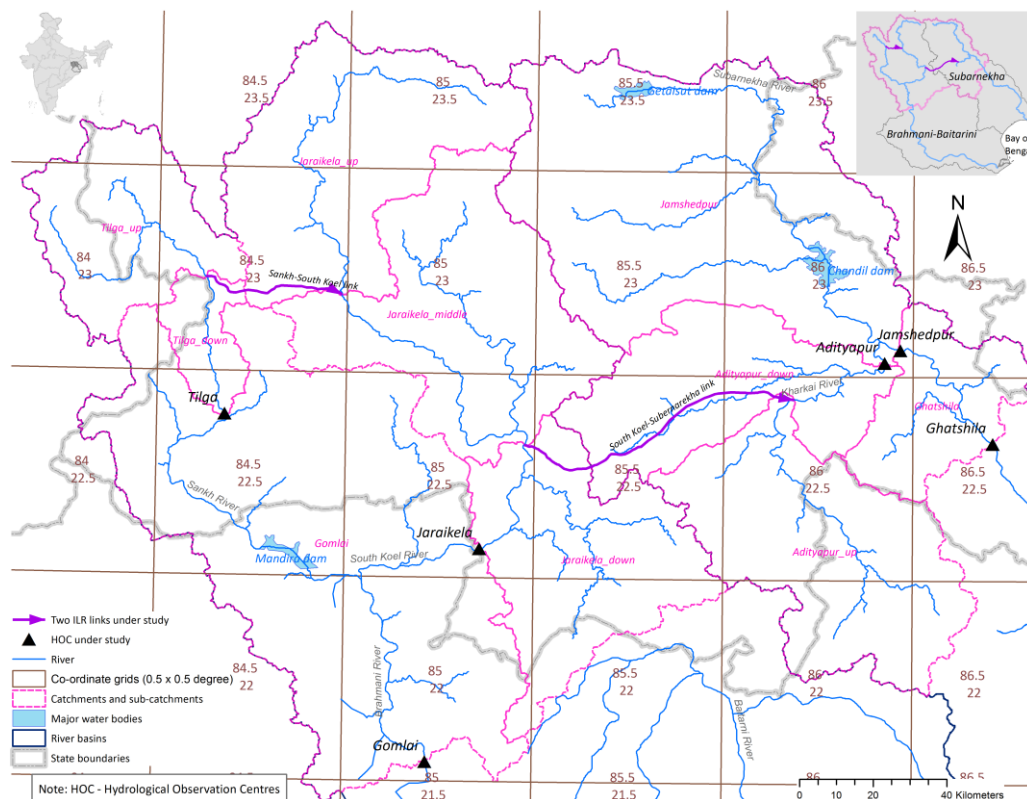 84.5
23.5
85
23.5
85.5
23.5
Getalsut dam
Subarnekha River
86
23.5
Subarnekha
Brahmani-Baitarini
Bay o
Benga
N
Jaraikela_up
Tilga_up
Jamshedpur
84
23
84.5
23
Sankh-South Koel link
85
23
85.5
23
86
23
Chandil dam
86.5
23
Jaraikela_middle
Tilga_down
Jamshedpur
Adityapur
Adityapur_down
Kharkai River
South Koel-Subernarekha link
Tilga
Ghatshila
Ghatshila
84
22.5
84.5
22.5
85
22.5
85.5
22.5
86
22.5
86.5
22.5
Sankh River
Jaraikela
Gomlai
Mandira dam
South Koel River
Jaraikela_down
Adityapur_up
Two ILR links under study
HOC under study
River
Co-ordinate grids (0.5 x 0.5 degree)
Catchments and sub-catchments
Major water bodies
River basins
State boundaries
84.5
22
85
22
85.5
22
86
22
86.5
22
Brahmani River
Baitarni River
Gomlai
85
21.5
85.5
21.5
86
86.5
Note: HOC - Hydrological Observation Centres
0 10 20 40 Kilometers